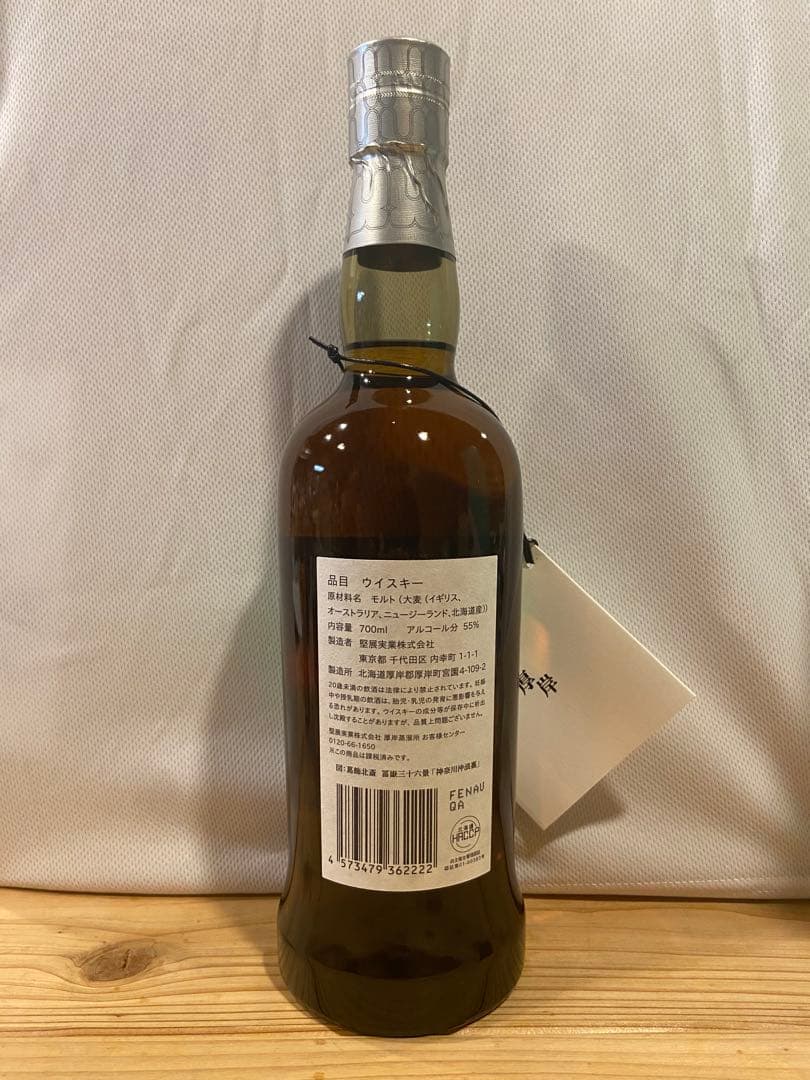 品目 ウイスキー
原材料名 モルト(大麦(イギリス、
オーストラリア、ニュージーランド、北海道産))
内容量 700ml アルコール分 55%
製造者 堅展実業株式会社
東京都 千代田区 内幸町 1-1-1
製造所 北海道厚岸郡厚岸町宮園4-109-2
20歳未満の飲酒は法律により禁止されています。妊娠
中や授乳期の飲酒は、胎児・乳児の発育に悪影響を与え
る恐れがあります。ウイスキーの成分等が保存中に析出
し沈殿することがありますが、品質上問題ございません。
堅展実業株式会社 厚岸蒸溜所 お客様センター
0120-66-1650
※この商品は課税済みです。
図:葛飾北斎 冨嶽三十六景「神奈川沖浪裏」
FENAU
QA
北海道
HACCP
4 573479 362222
厚岸